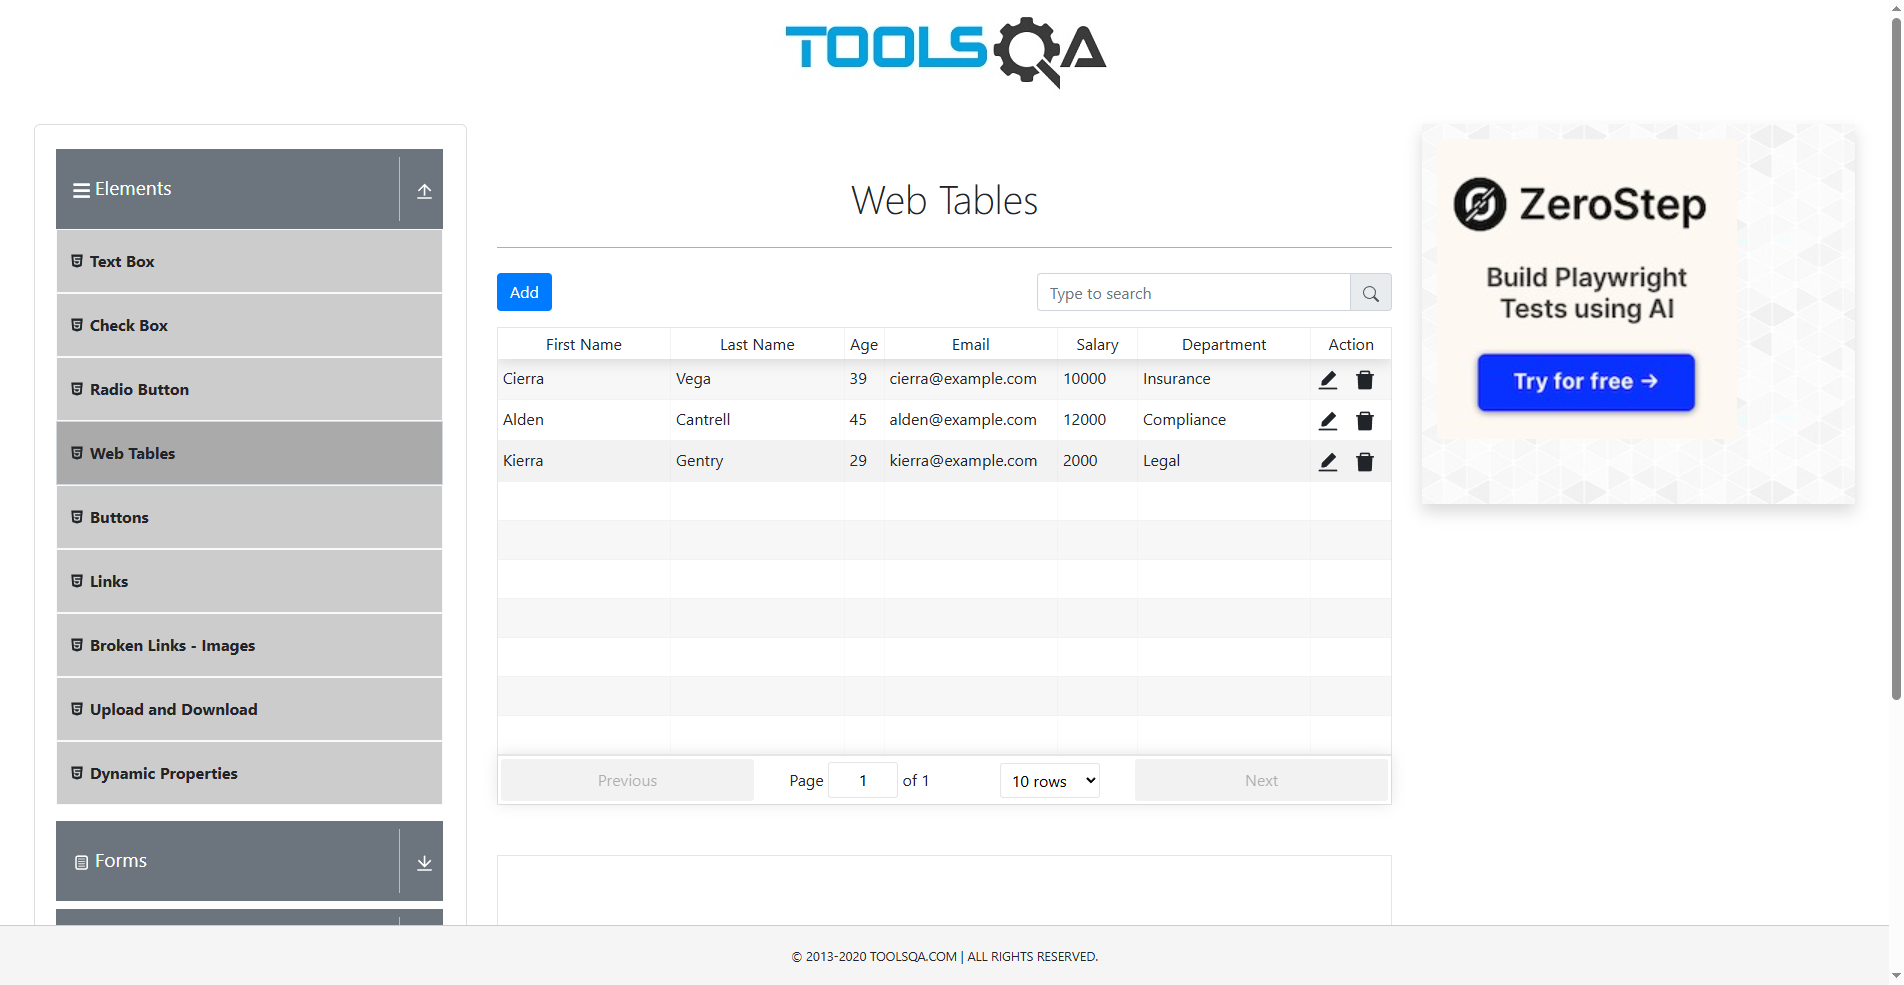 TOOLSQA
Elements
Text Box
Check Box
Radio Button
Web Tables
Buttons
Links
Broken Links - Images
Upload and Download
Dynamic Properties
Forms
Web Tables
Add
Type to search
First Name Last Name Age Email Salary Department Action
Cierra Vega 39 cierra@example.com 10000 Insurance
Alden Cantrell 45 alden@example.com 12000 Compliance
Kierra Gentry 29 kierra@example.com 2000 Legal
Previous Page 1 of 1 10 rows Next
ZeroStep
Build Playwright
Tests using AI
Try for free →
© 2013-2020 TOOLSQA.COM | ALL RIGHTS RESERVED.